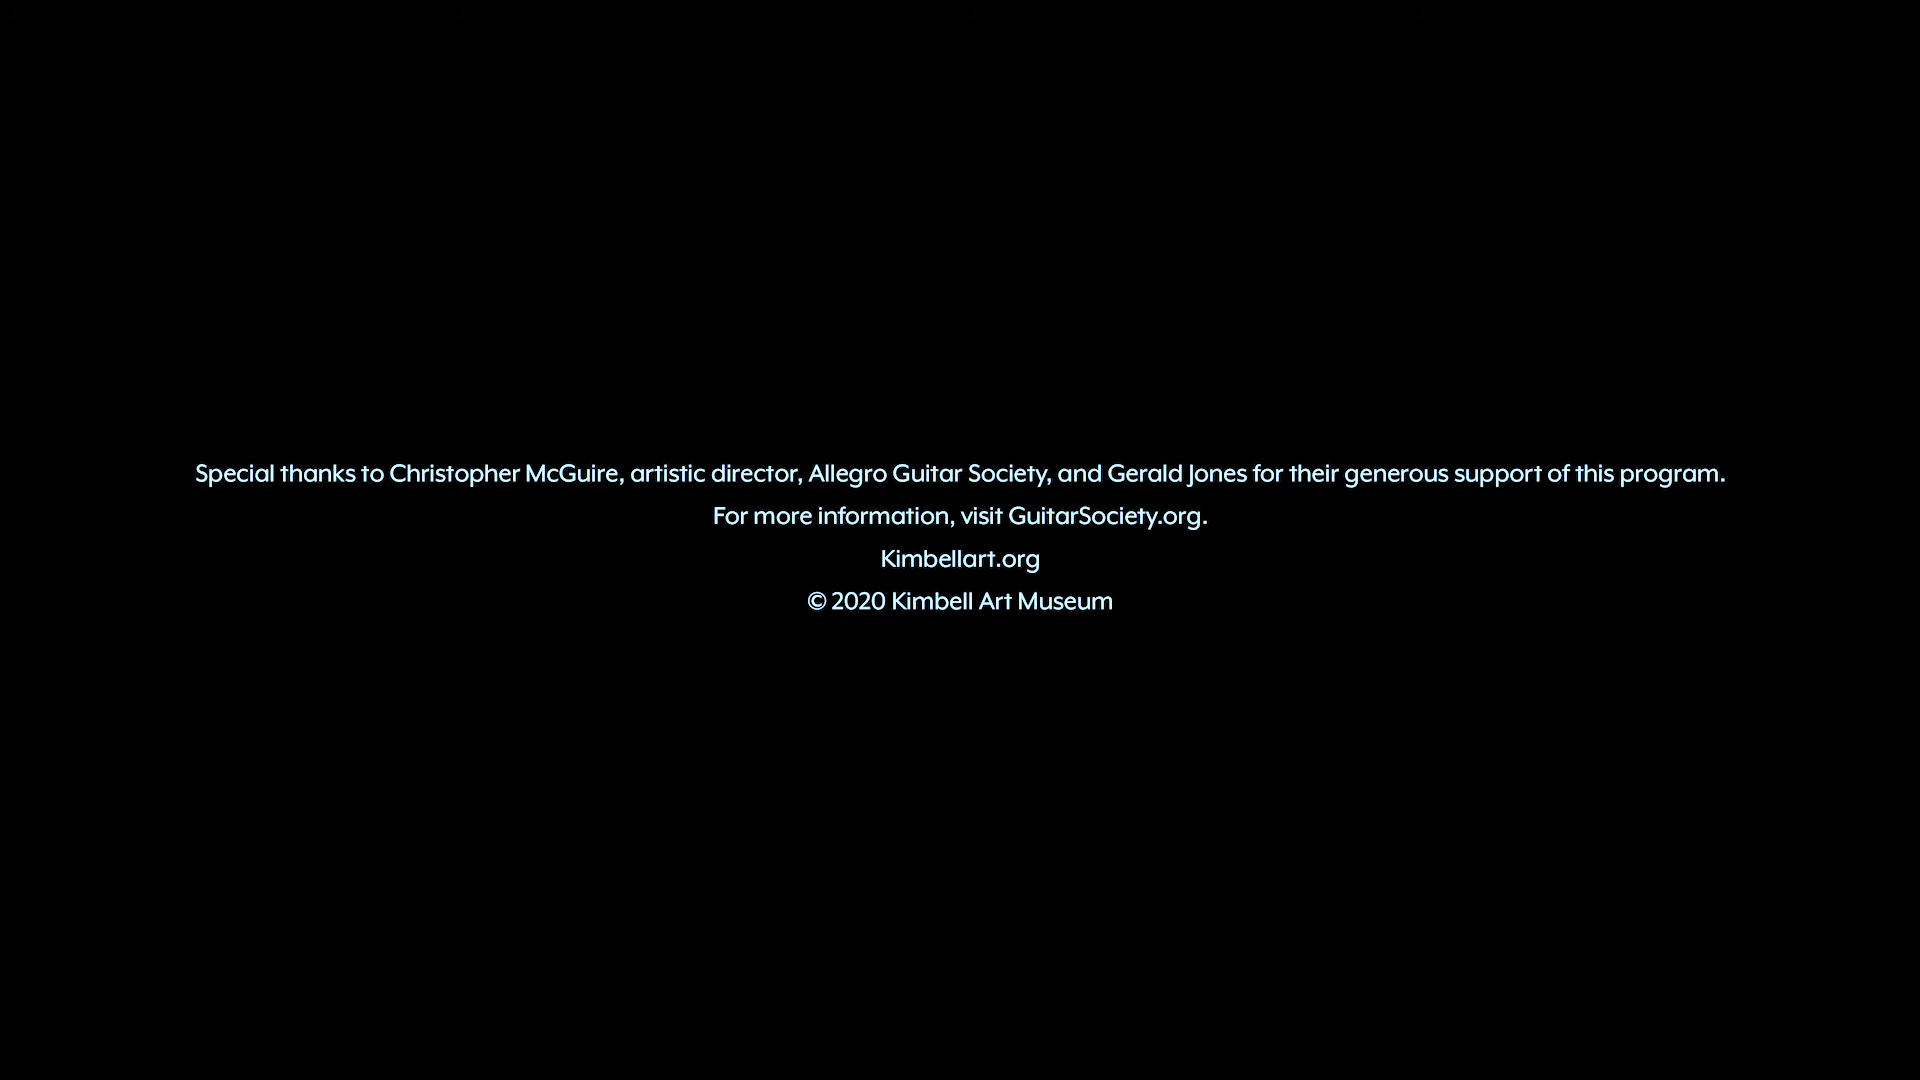 Special thanks to Christopher McGuire, artistic director, Allegro Guitar Society, and Gerald Jones for their generous support of this program.
For more information, visit GuitarSociety.org.
Kimbellart.org
© 2020 Kimbell Art Museum